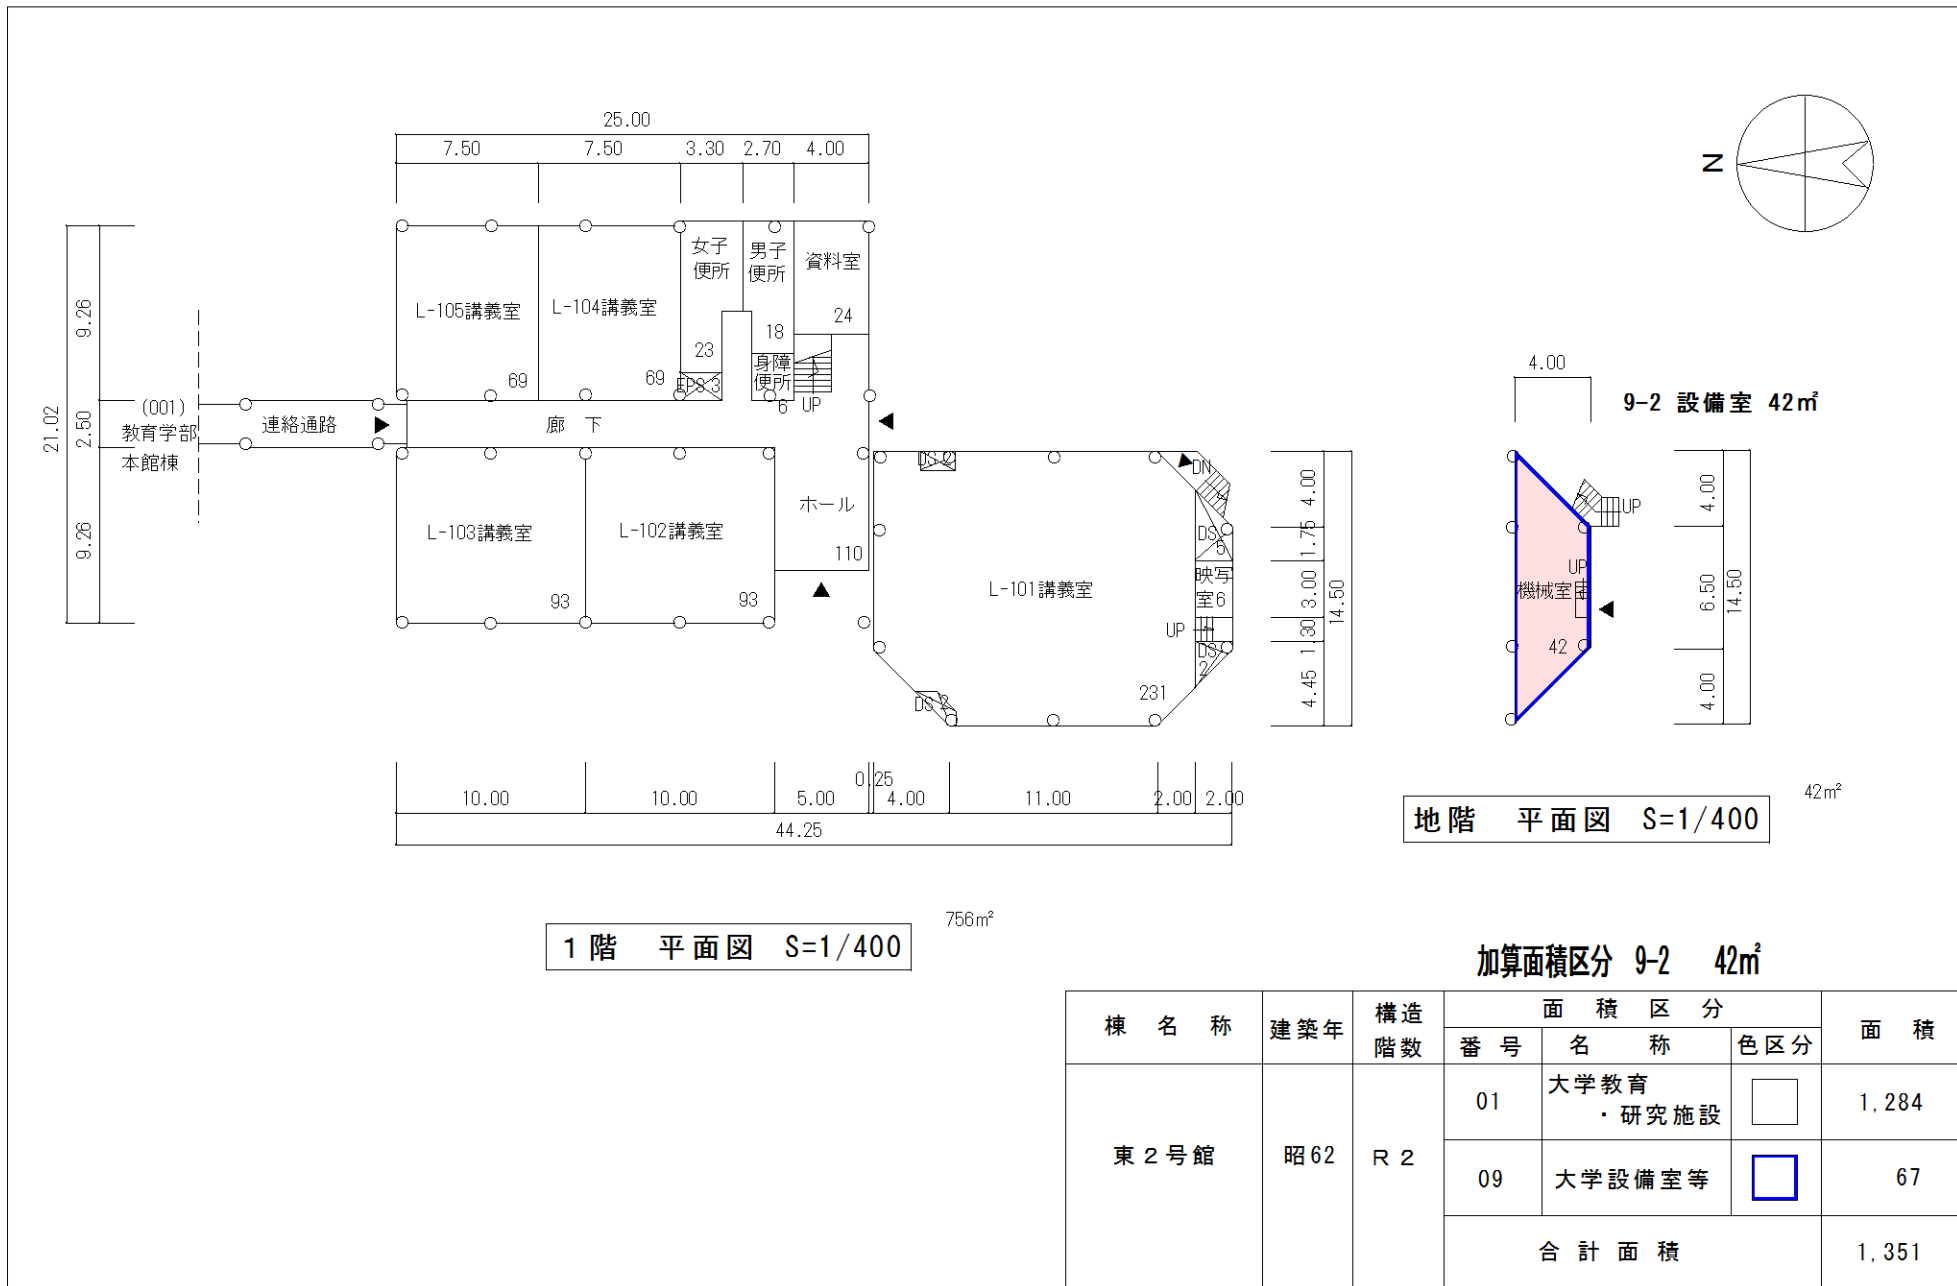 25.00
7.50 7.50 3.30 2.70 4.00
N
女子
便所
男子
便所
資料室
L-105講義室
L-104講義室
24
18
23
身障
便所
69
69
EPS 3
6
UP
9.26
2.50
9.26
21.02
(001)
教育学部
本館棟
連絡通路
廊 下
ホール
110
L-103講義室
L-102講義室
93
93
DS 2
DN
DS
5
映写
室6
L-101講義室
UP
DS
2
231
DS 2
4.00
1.75
3.00
1.30
4.45
14.50
10.00 10.00 5.00 0.25 4.00 11.00 2.00 2.00
44.25
756㎡
1階 平面図 S=1/400
4.00
9-2 設備室 42㎡
UP
UP
機械室
42
4.00
6.50
4.00
14.50
42㎡
地階 平面図 S=1/400
加算面積区分 9-2 42㎡
棟名称 建築年 構造
階数 面積区分 面積
番号 名称 色区分
東2号館 昭62 R2
01 大学教育
・研究施設 1,284
09 大学設備室等 67
合計面積 1,351